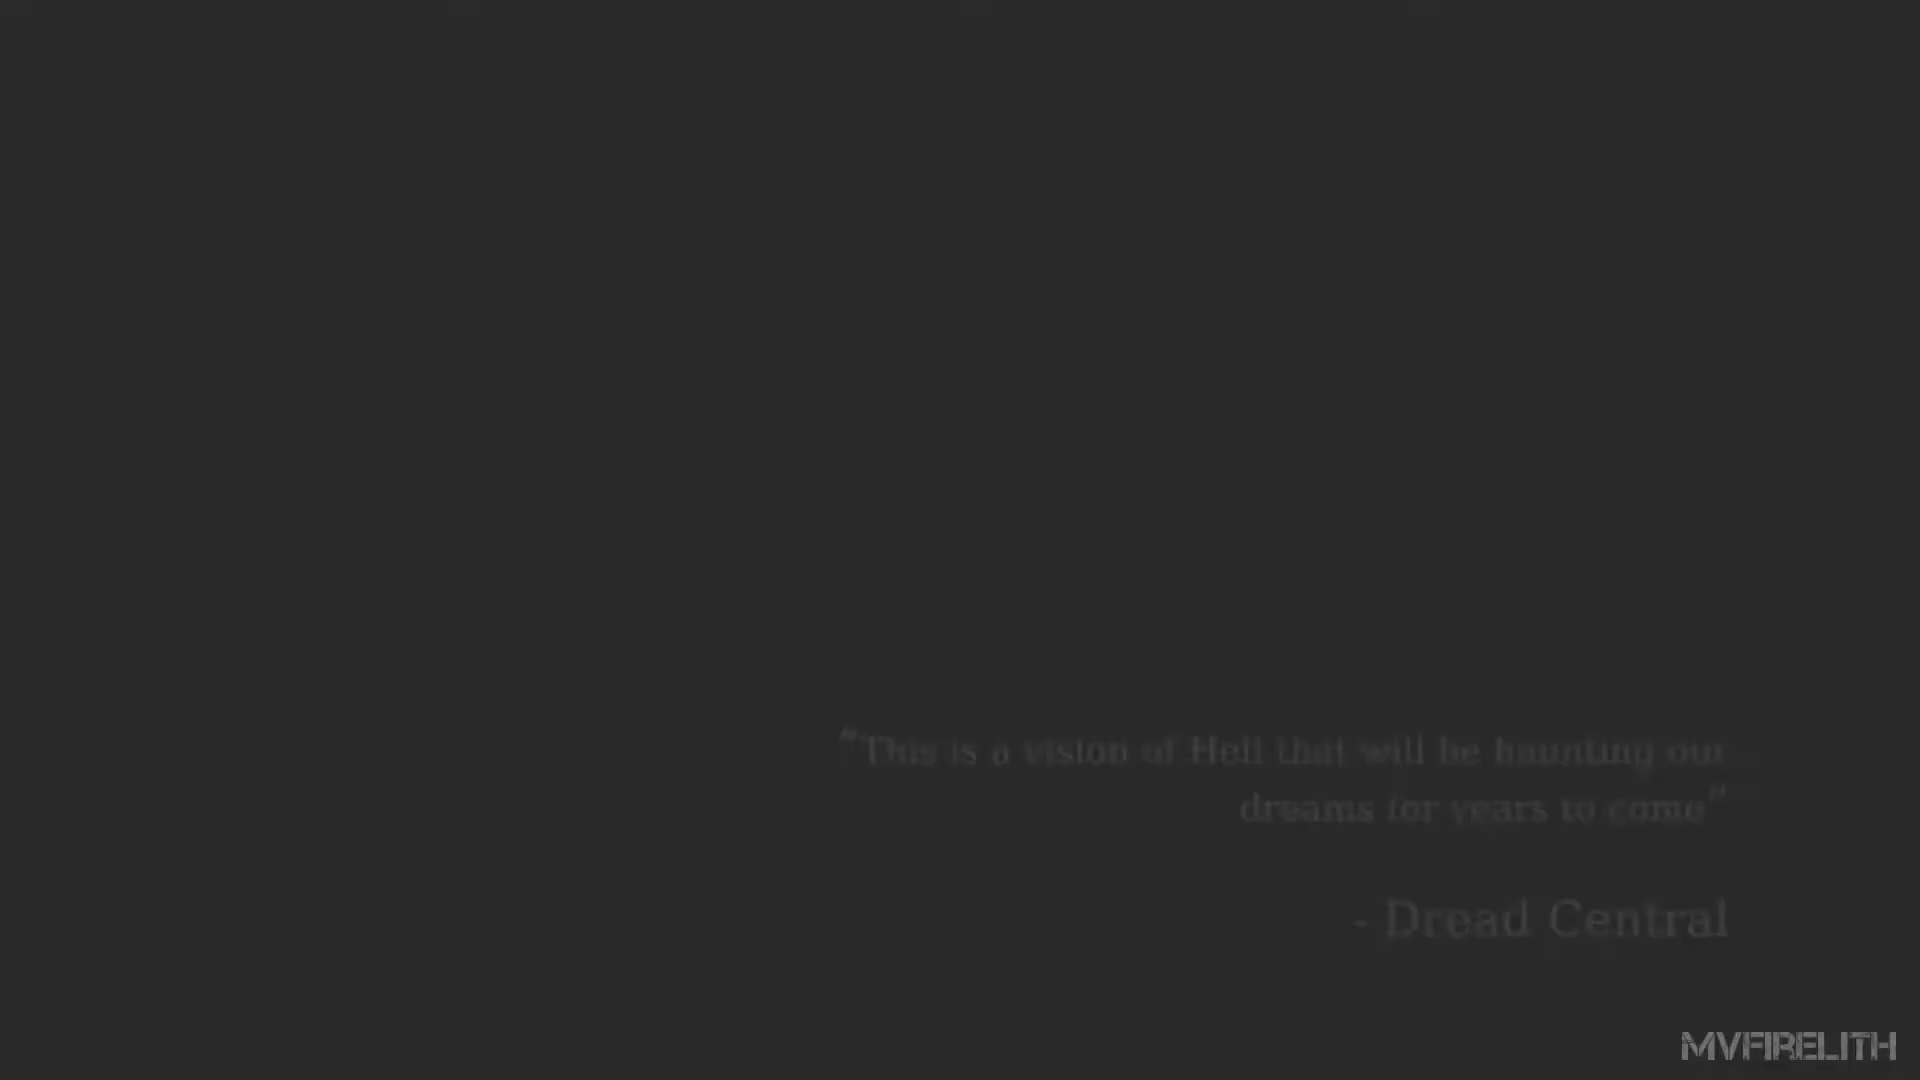 "This is a vision of Hell that will be haunting our
dreams for years to come"
- Dread Central
MVFIRELITH